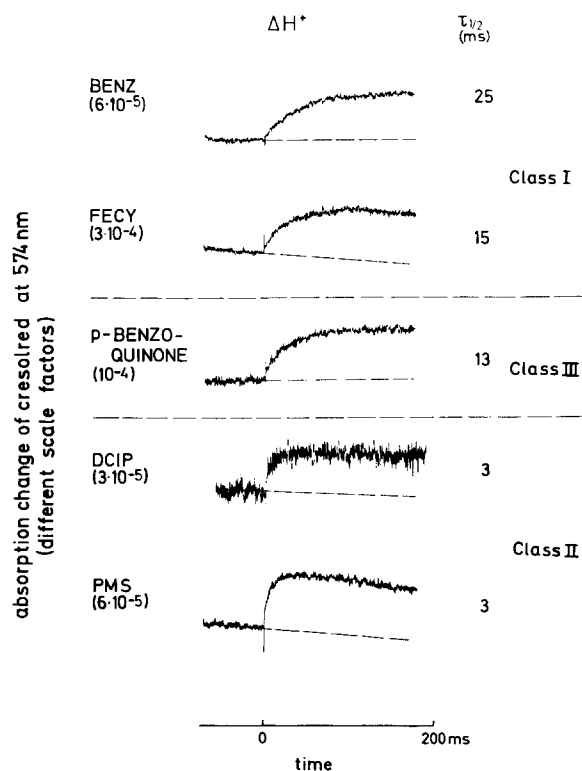 ΔH⁺
τ1/2
(ms)
BENZ
(6·10⁻⁵)
25
Class I
FECY
(3·10⁻⁴)
15
p-BENZO-
QUINONE
(10⁻⁴)
13
Class III
DCIP
(3·10⁻⁵)
3
Class II
PMS
(6·10⁻⁵)
3
absorption change of cresolred at 574 nm
(different scale factors)
0
200 ms
time